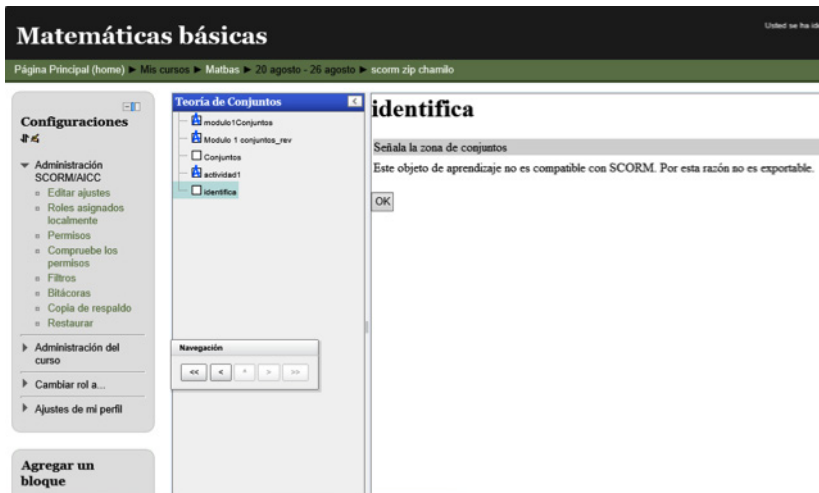 Matemáticas básicas
Usted se ha ide
Página Principal (home) ► Mis cursos ► Matbas ► 20 agosto - 26 agosto ► scorm zip chamilo
Configuraciones
Administración
SCORM/AICC
Editar ajustes
Roles asignados
localmente
Permisos
Compruebe los
permisos
Filtros
Bitácoras
Copia de respaldo
Restaurar
Administración del
curso
Cambiar rol a...
Ajustes de mi perfil
Agregar un
bloque
Teoría de Conjuntos
modulo1Conjuntos
Modulo 1 conjuntos_rev
Conjuntos
actividad1
identifica
Navegación
<< < ^ > >>
identifica
Señala la zona de conjuntos
Este objeto de aprendizaje no es compatible con SCORM. Por esta razón no es exportable.
OK